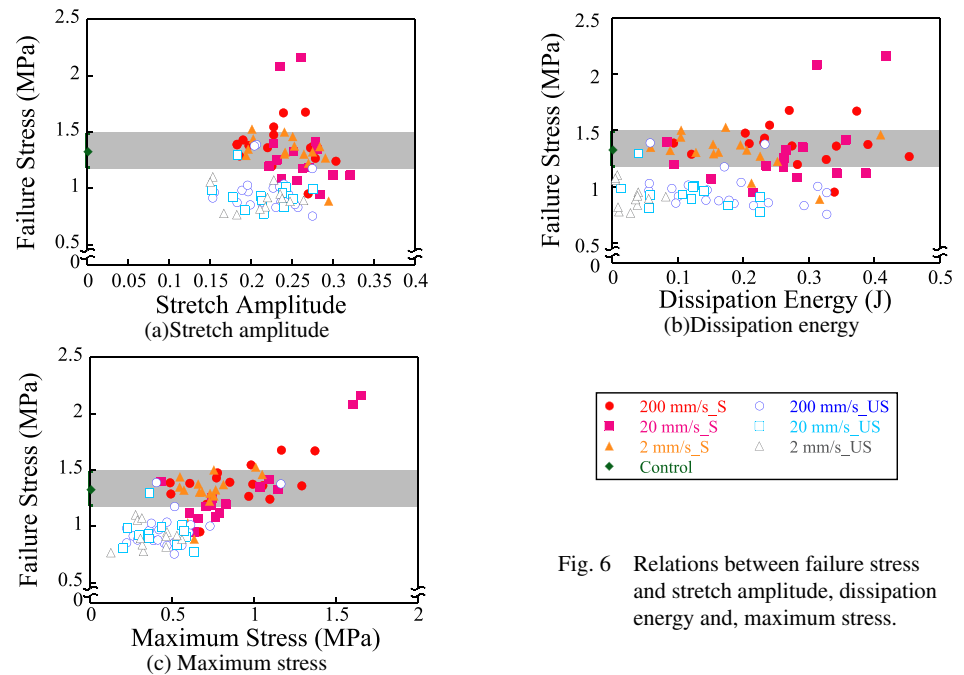 2.5
2
1.5
1
0.5
0
Failure Stress (MPa)
0 0.05 0.1 0.15 0.2 0.25 0.3 0.35 0.4
Stretch Amplitude
(a)Stretch amplitude
2.5
2
1.5
1
0.5
0
Failure Stress (MPa)
0 0.1 0.2 0.3 0.4 0.5
Dissipation Energy (J)
(b)Dissipation energy
2.5
2
1.5
1
0.5
0
Failure Stress (MPa)
0 0.5 1 1.5 2
Maximum Stress (MPa)
(c) Maximum stress
200 mm/s_S 200 mm/s_US
20 mm/s_S 20 mm/s_US
2 mm/s_S 2 mm/s_US
Control
Fig. 6 Relations between failure stress
and stretch amplitude, dissipation
energy and, maximum stress.